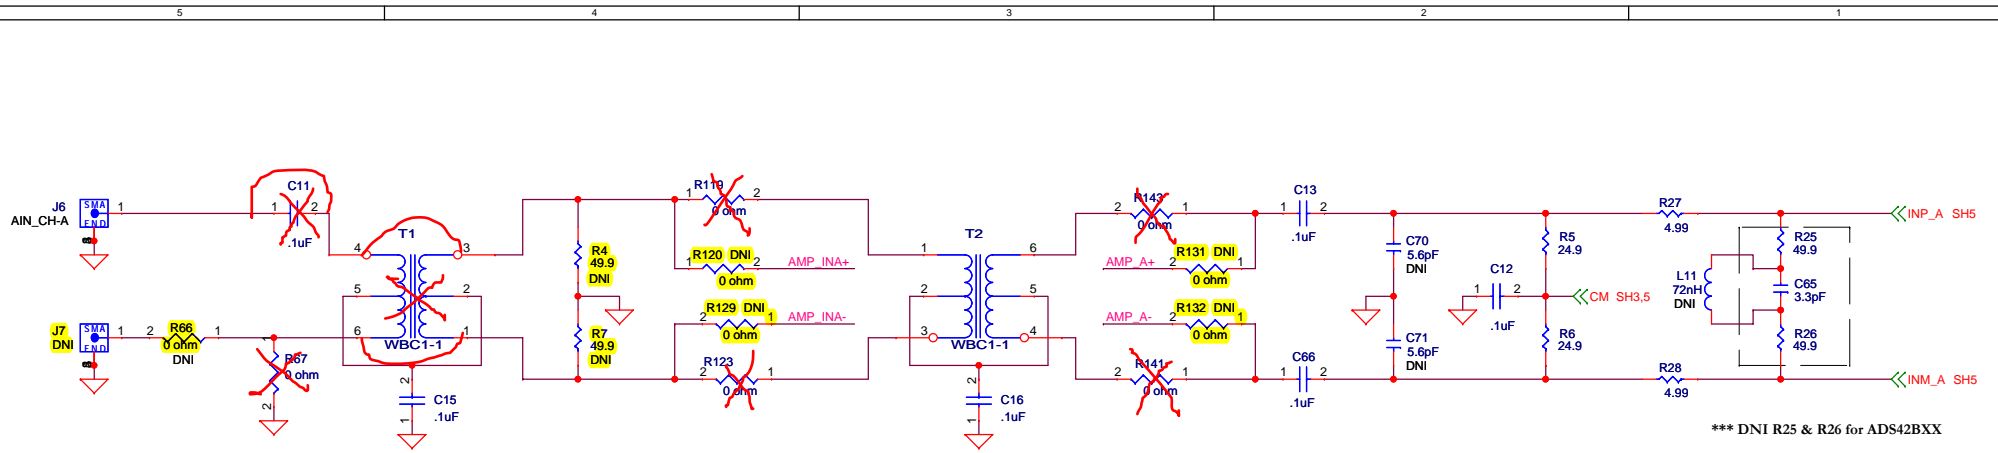 5 4 3 2 1
J6
AIN_CH-A
SMA
END
1
C11
1 2
.1uF
J7
DNI
SMA
END
1
2 R66 1
0 ohm
DNI
1
R67
0 ohm
2
T1
4 3
5 2
6 1
WBC1-1
2
C15
.1uF
1
R4
49.9
DNI
R7
49.9
DNI
R119
1 2
0 ohm
R120 DNI
1 2
0 ohm
AMP_INA+
R129 DNI
2 1
0 ohm
AMP_INA-
R123
2 1
0 ohm
T2
1 6
2 5
3 4
WBC1-1
2
C16
.1uF
1
R143
2 1
0 ohm
AMP_A+
R131 DNI
2 1
0 ohm
AMP_A-
R132 DNI
2 1
0 ohm
R141
2 1
0 ohm
C13
1 2
.1uF
C66
1 2
.1uF
C70
5.6pF
DNI
C71
5.6pF
DNI
C12
1 2
.1uF
R5
24.9
CM SH3,5
R6
24.9
R27
4.99
R28
4.99
L11
72nH
DNI
R25
49.9
C65
3.3pF
R26
49.9
INP_A SH5
INM_A SH5
*** DNI R25 & R26 for ADS42BXX